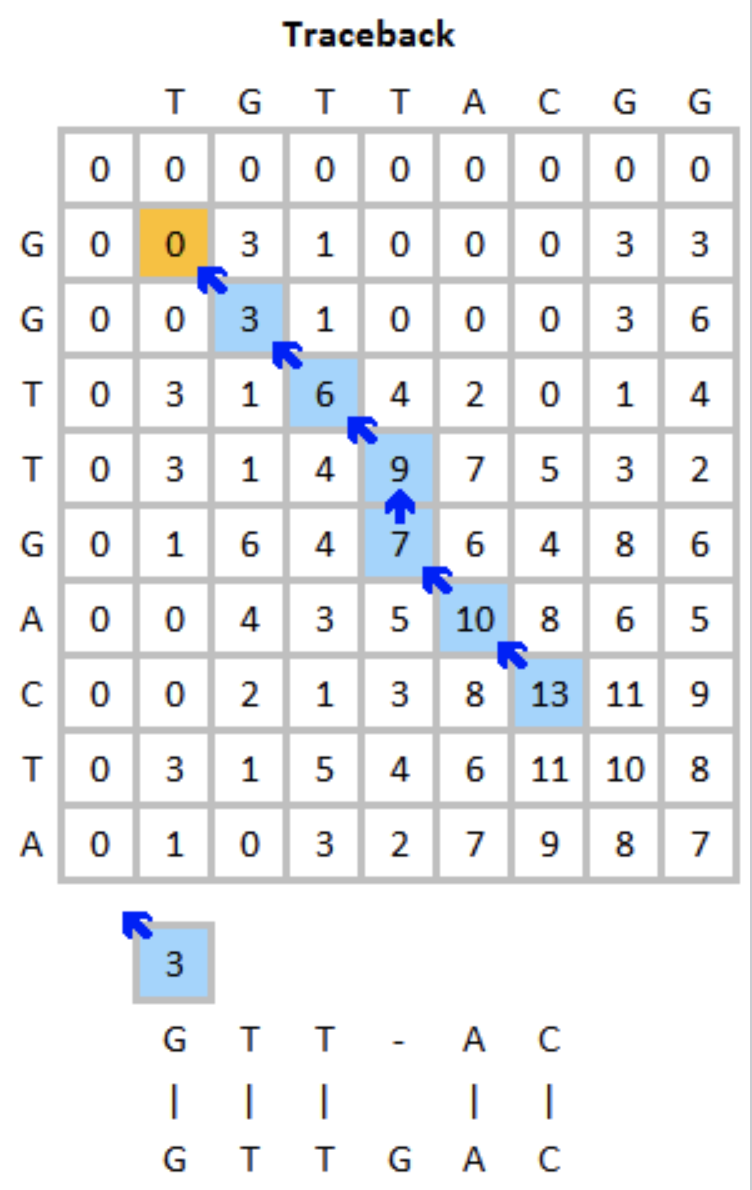 Traceback
T G T T A C G G
0 0 0 0 0 0 0 0 0
G 0 0 3 1 0 0 0 3 3
G 0 0 3 1 0 0 0 3 6
T 0 3 1 6 4 2 0 1 4
T 0 3 1 4 9 7 5 3 2
G 0 1 6 4 7 6 4 8 6
A 0 0 4 3 5 10 8 6 5
C 0 0 2 1 3 8 13 11 9
T 0 3 1 5 4 6 11 10 8
A 0 1 0 3 2 7 9 8 7
3
G T T - A C
| | | | |
G T T G A C